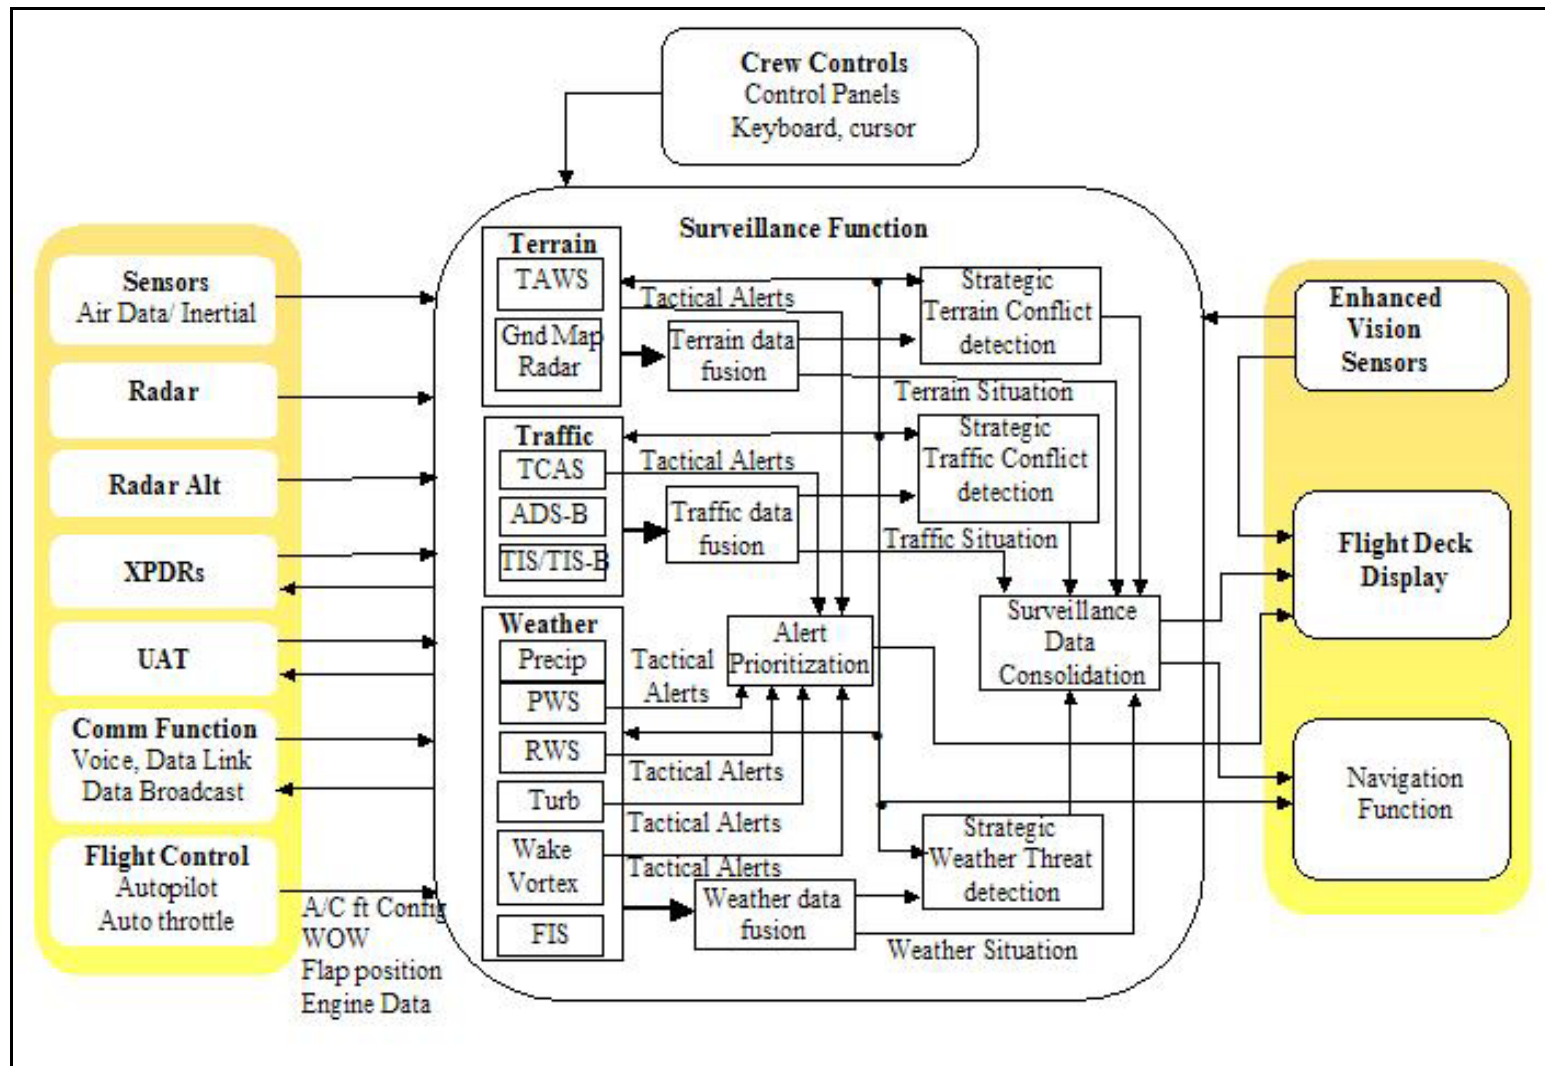 Crew Controls
Control Panels
Keyboard, cursor
Surveillance Function
Sensors
Air Data/ Inertial
Radar
Radar Alt
XPDRs
UAT
Comm Function
Voice, Data Link
Data Broadcast
Flight Control
Autopilot
Auto throttle
A/C ft Config
WOW
Flap position
Engine Data
Terrain
TAWS
Gnd Map
Radar
Tactical Alerts
Terrain data
fusion
Strategic
Terrain Conflict
detection
Terrain Situation
Traffic
TCAS
ADS-B
TIS/TIS-B
Tactical Alerts
Traffic data
fusion
Strategic
Traffic Conflict
detection
Traffic Situation
Weather
Precip
PWS
RWS
Turb
Wake
Vortex
FIS
Tactical
Alerts
Tactical Alerts
Tactical Alerts
Tactical Alerts
Alert
Prioritization
Surveillance
Data
Consolidation
Strategic
Weather Threat
detection
Weather data
fusion
Weather Situation
Enhanced
Vision
Sensors
Flight Deck
Display
Navigation
Function